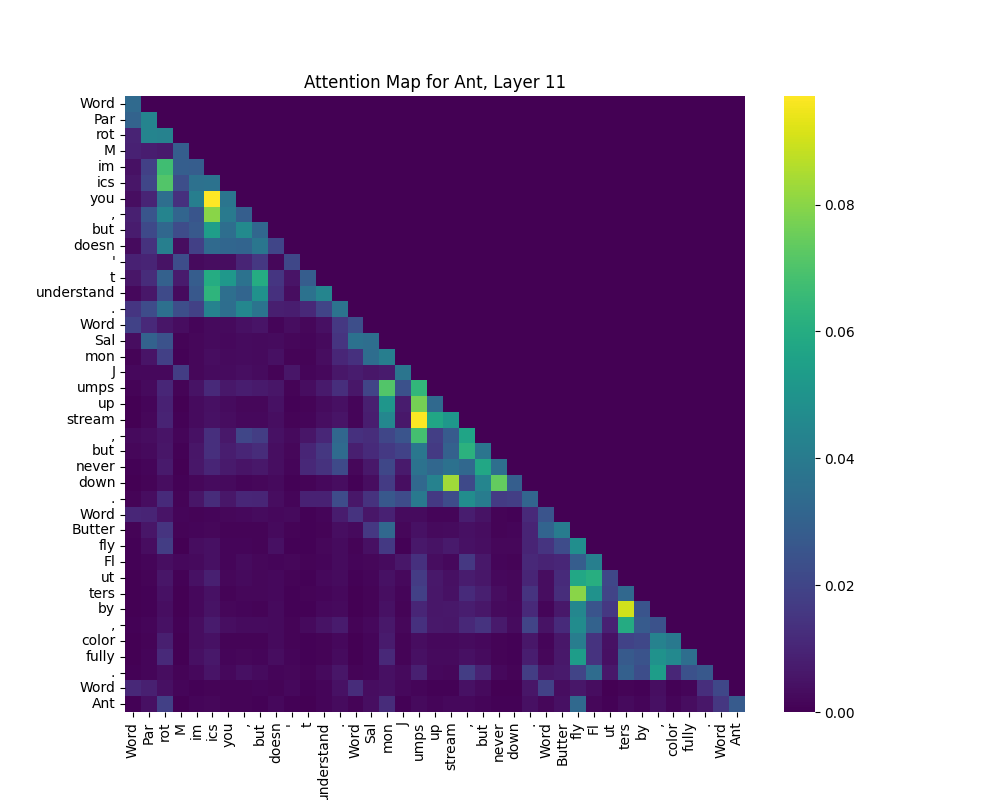 Attention Map for Ant, Layer 11
Word
Par
rot
M
im
ics
you
,
but
doesn
'
t
understand
.
Word
Sal
mon
J
umps
up
stream
,
but
never
down
.
Word
Butter
fly
Fl
ut
ters
by
,
color
fully
.
Word
Ant
Word
Par
rot
M
im
ics
you
,
but
doesn
'
t
understand
.
Word
Sal
mon
J
umps
up
stream
,
but
never
down
.
Word
Butter
fly
Fl
ut
ters
by
,
color
fully
.
Word
Ant
0.08
0.06
0.04
0.02
0.00